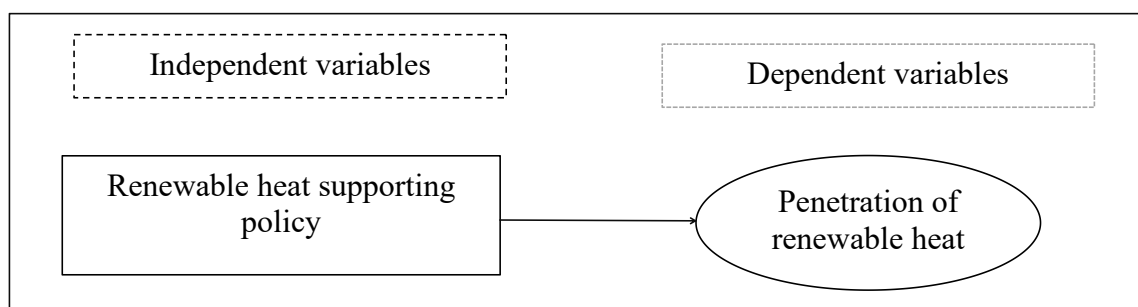 Independent variables
Dependent variables
Renewable heat supporting
policy
Penetration of
renewable heat